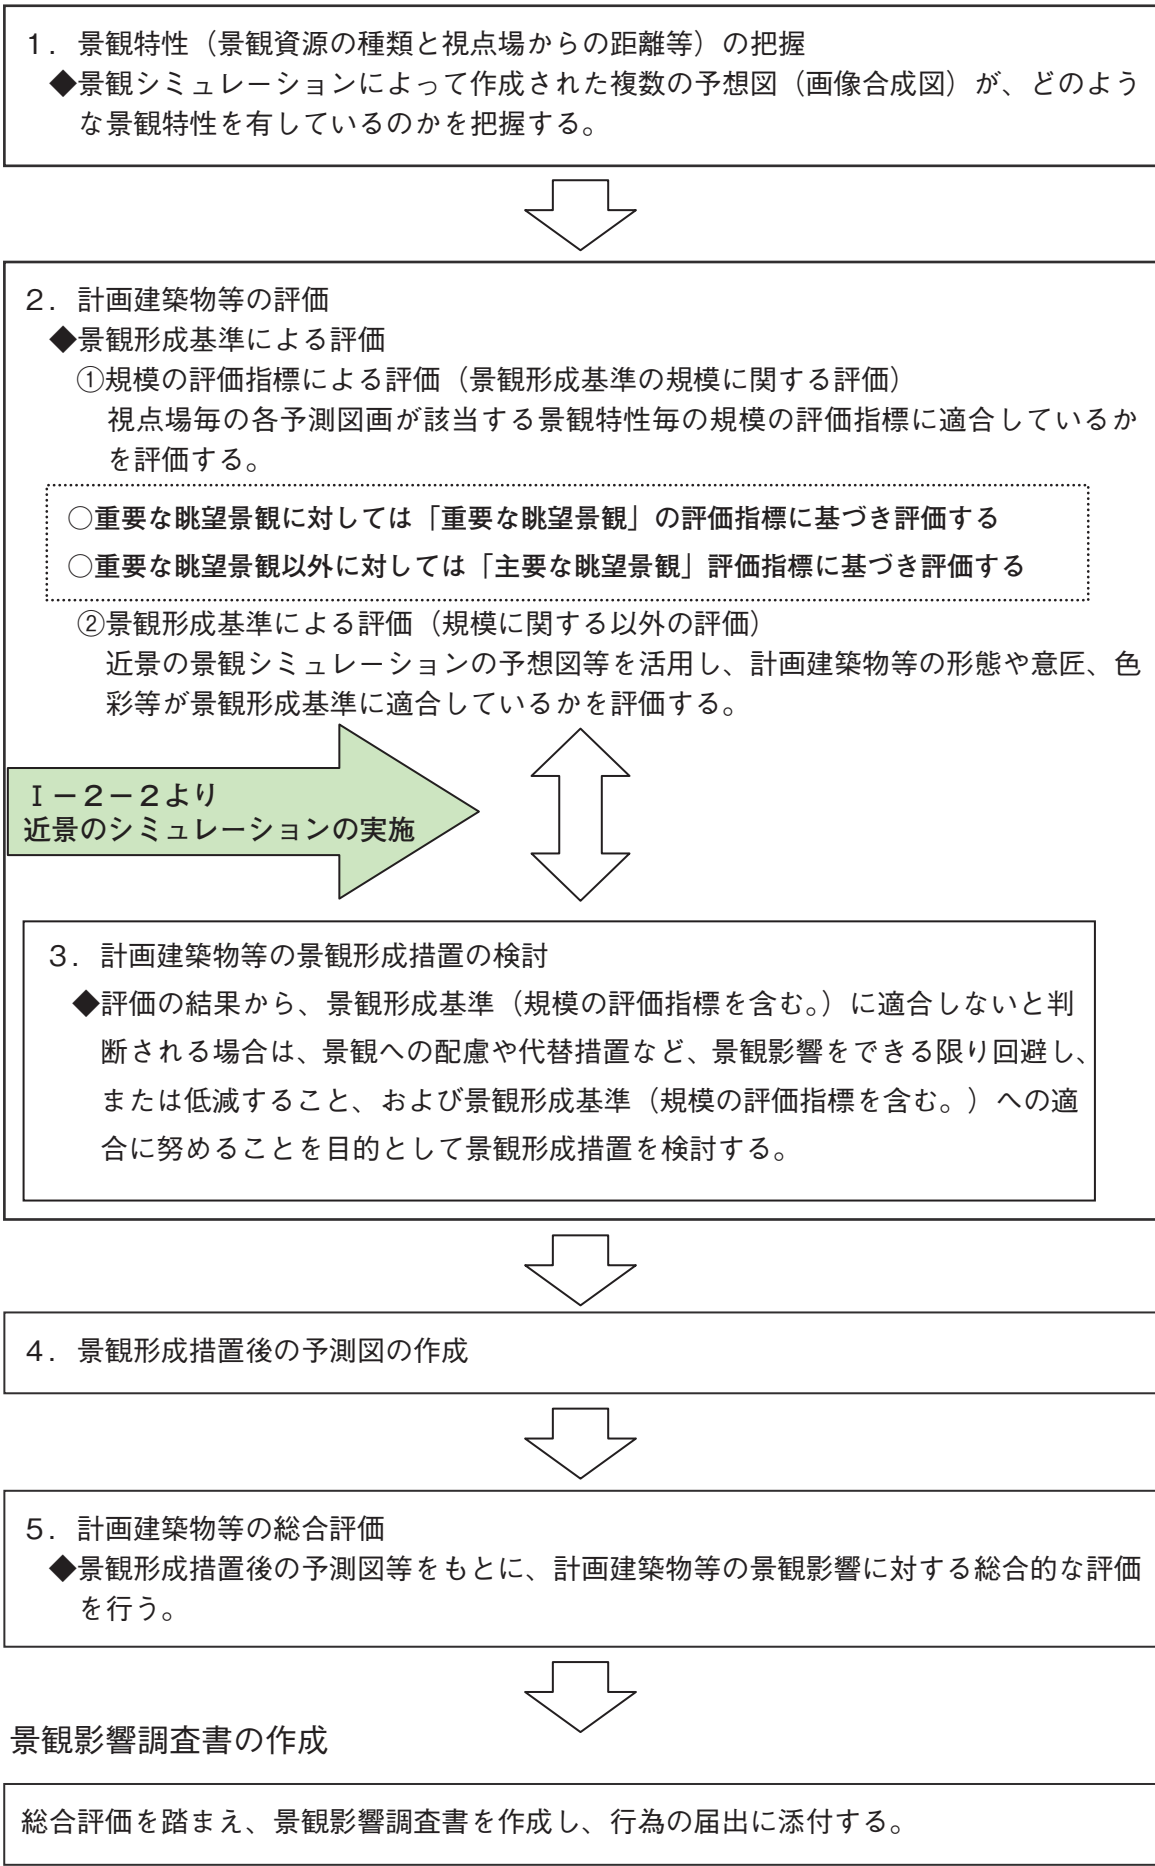 １．景観特性（景観資源の種類と視点場からの距離等）の把握
◆景観シミュレーションによって作成された複数の予想図（画像合成図）が、どのよう
な景観特性を有しているのかを把握する。
２．計画建築物等の評価
◆景観形成基準による評価
①規模の評価指標による評価（景観形成基準の規模に関する評価）
視点場毎の各予測図画が該当する景観特性毎の規模の評価指標に適合しているか
を評価する。
○重要な眺望景観に対しては「重要な眺望景観」の評価指標に基づき評価する
○重要な眺望景観以外に対しては「主要な眺望景観」評価指標に基づき評価する
②景観形成基準による評価（規模に関する以外の評価）
近景の景観シミュレーションの予想図等を活用し、計画建築物等の形態や意匠、色
彩等が景観形成基準に適合しているかを評価する。
Ⅰ－２－２より
近景のシミュレーションの実施
３．計画建築物等の景観形成措置の検討
◆評価の結果から、景観形成基準（規模の評価指標を含む。）に適合しないと判
断される場合は、景観への配慮や代替措置など、景観影響をできる限り回避し、
または低減すること、および景観形成基準（規模の評価指標を含む。）への適
合に努めることを目的として景観形成措置を検討する。
４．景観形成措置後の予測図の作成
５．計画建築物等の総合評価
◆景観形成措置後の予測図等をもとに、計画建築物等の景観影響に対する総合的な評価
を行う。
景観影響調査書の作成
総合評価を踏まえ、景観影響調査書を作成し、行為の届出に添付する。